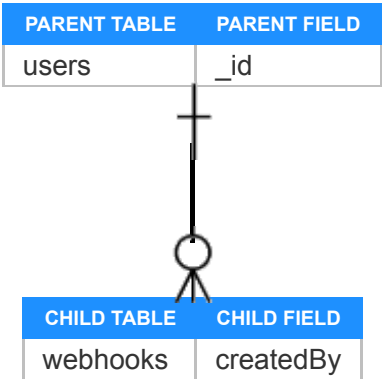 PARENT TABLE PARENT FIELD
users _id
CHILD TABLE CHILD FIELD
webhooks createdBy